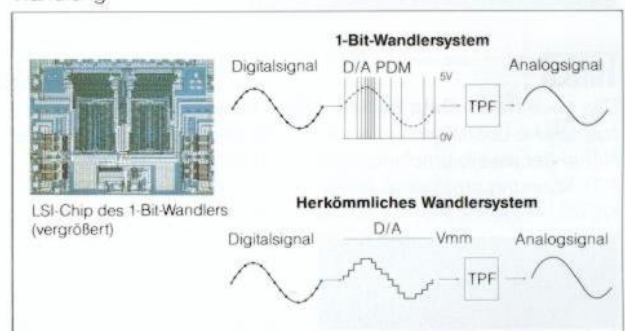 1-Bit-Wandlersystem
Digitalsignal D/A PDM Analogsignal
5V
TPF
0V
LSI-Chip des 1-Bit-Wandlers
(vergrößert)
Herkömmliches Wandlersystem
Digitalsignal D/A Vmm Analogsignal
TPF